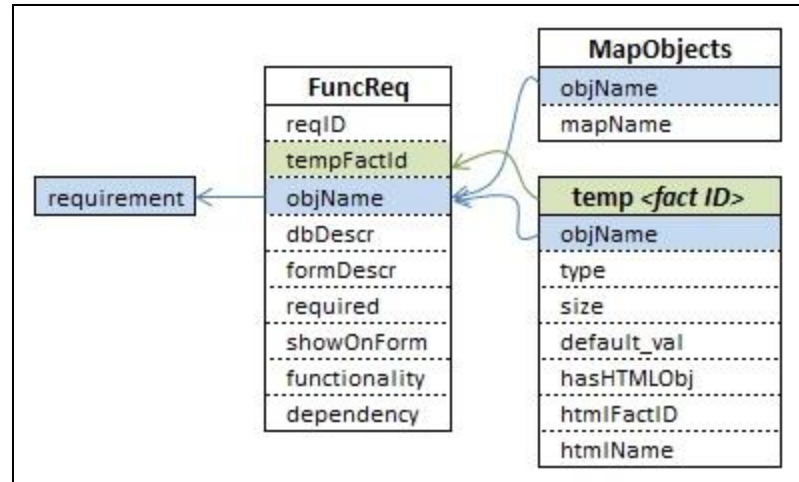 requirement
FuncReq
reqID
tempFactId
objName
dbDescr
formDescr
required
showOnForm
functionality
dependency
MapObjects
objName
mapName
temp <fact ID>
objName
type
size
default_val
hasHTMLObj
htmlFactID
htmlName